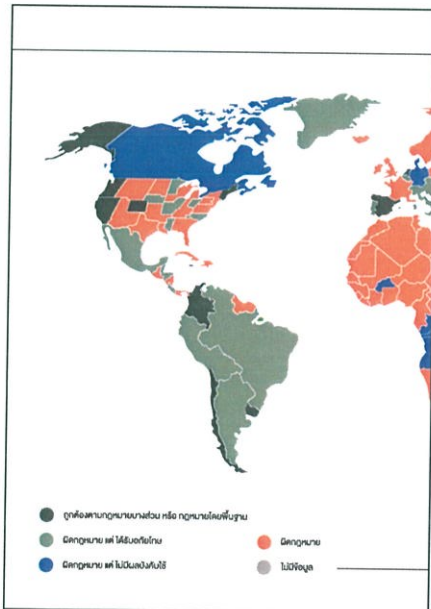 ถูกต้องตามกฎหมายบางส่วน หรือ กฎหมายโดยพื้นฐาน
ผิดกฎหมาย แต่ ได้รับอภัยโทษ
ผิดกฎหมาย
ผิดกฎหมาย แต่ ไม่มีผลบังคับใช้
ไม่มีข้อมูล